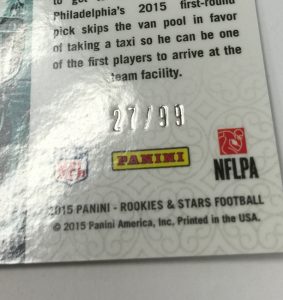 Philadelphia's 2015 first-round
pick skips the van pool in favor
of taking a taxi so he can be one
of the first players to arrive at the
team facility.
27/99
NFL
PANINI
NFLPA
2015 PANINI - ROOKIES & STARS FOOTBALL
© 2015 Panini America, Inc. Printed in the USA.